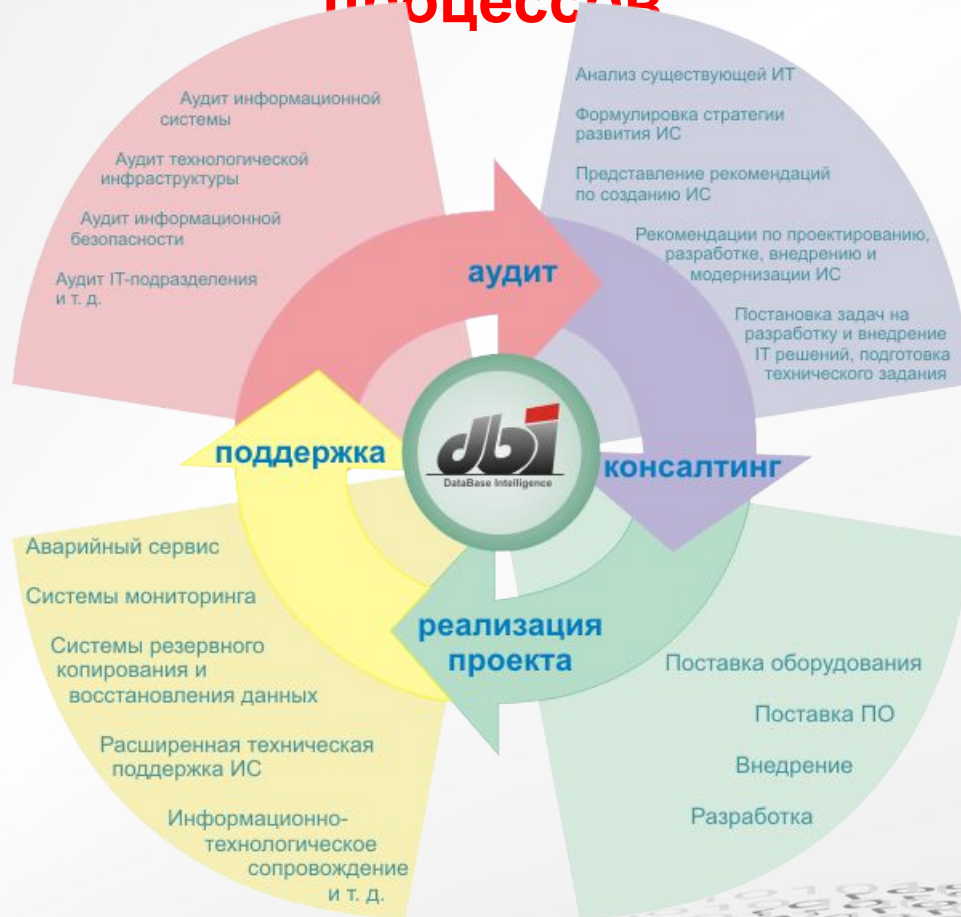 процессов
Аудит информационной
системы
Аудит технологической
инфраструктуры
Аудит информационной
безопасности
Аудит IT-подразделения
и т. д.
Анализ существующей ИТ
Формулировка стратегии
развития ИС
Представление рекомендаций
по созданию ИС
Рекомендации по проектированию,
разработке, внедрению и
модернизации ИС
Постановка задач на
разработку и внедрение
IT решений, подготовка
технического задания
аудит
поддержка
dbi
DataBase Intelligence
консалтинг
реализация
проекта
Аварийный сервис
Системы мониторинга
Системы резервного
копирования и
восстановления данных
Расширенная техническая
поддержка ИС
Информационно-
технологическое
сопровождение
и т. д.
Поставка оборудования
Поставка ПО
Внедрение
Разработка